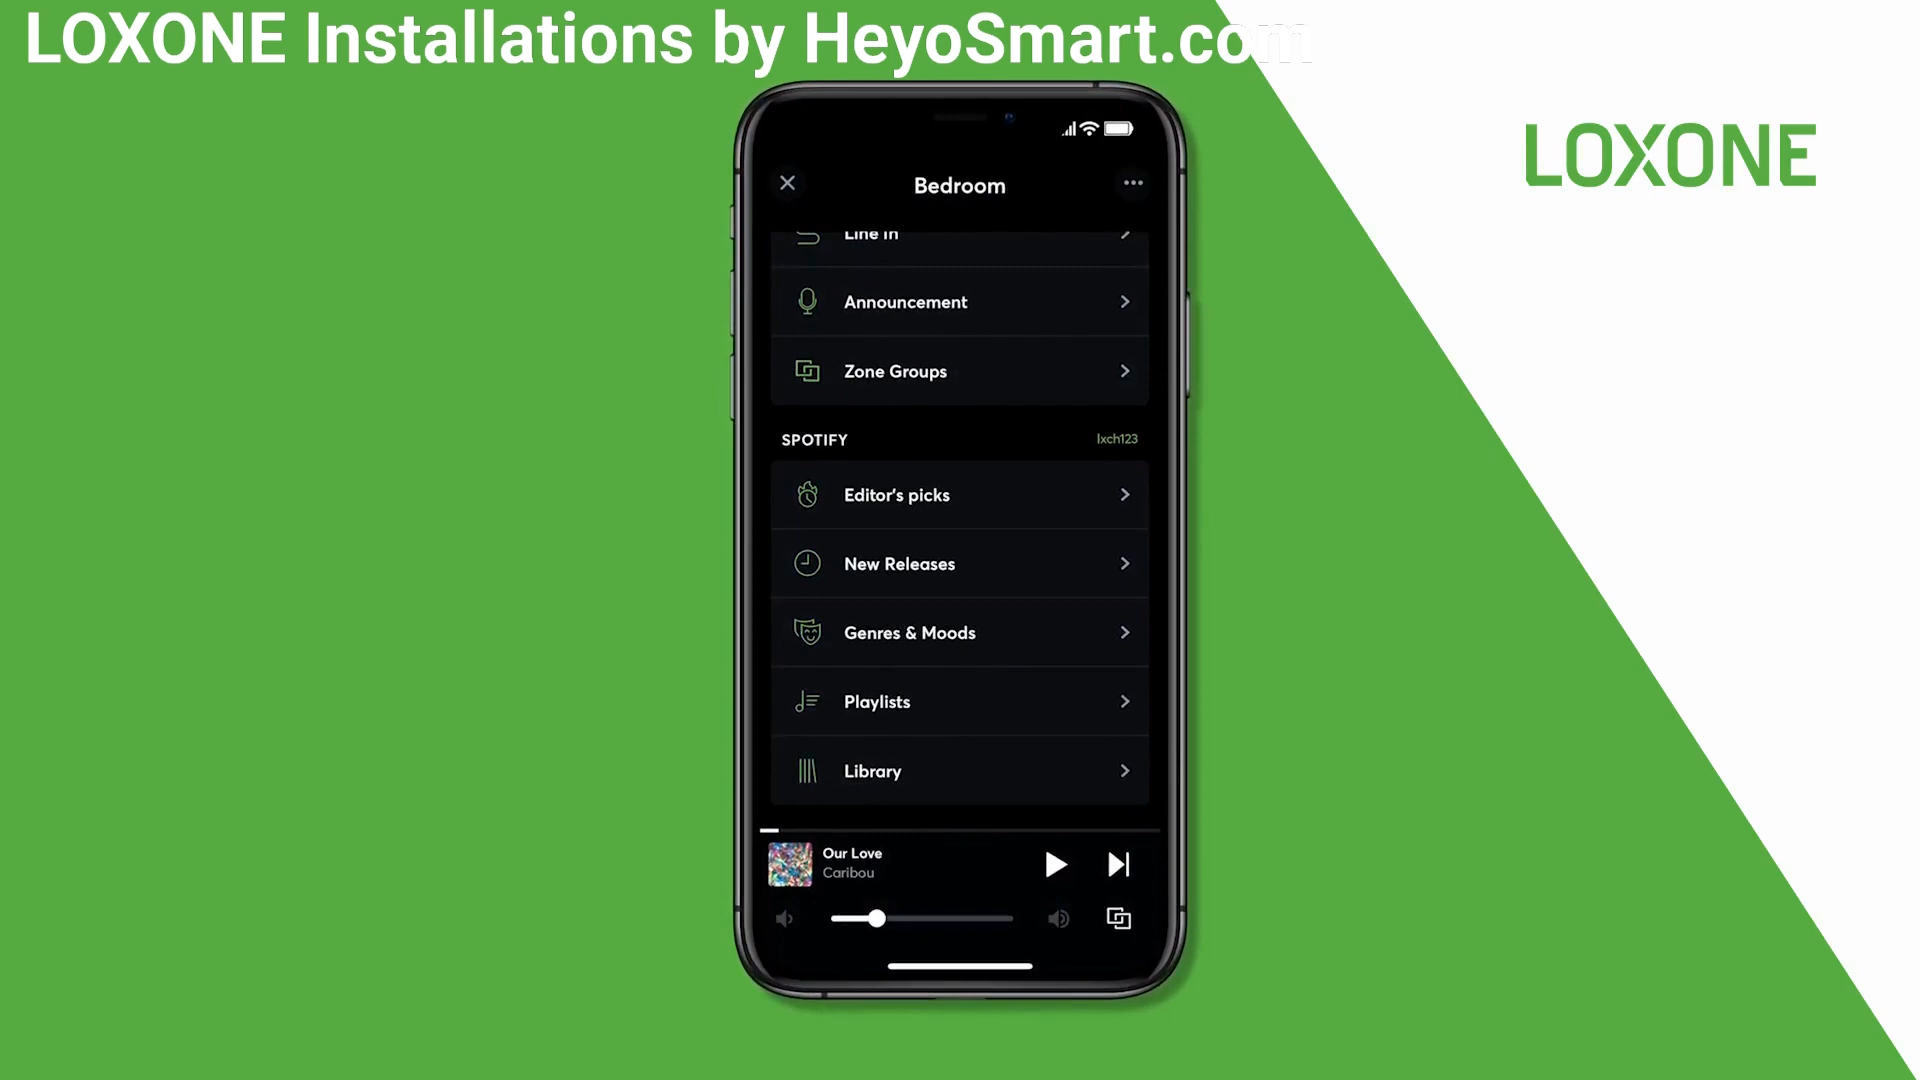 LOXONE Installations by HeyoSmart.com
LOXONE
Bedroom
Line In
Announcement
Zone Groups
SPOTIFY
lxch123
Editor's picks
New Releases
Genres & Moods
Playlists
Library
Our Love
Caribou